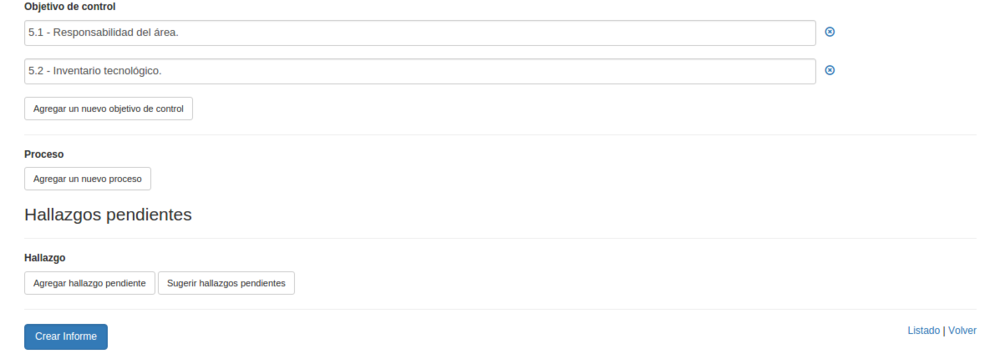 Objetivo de control
5.1 - Responsabilidad del área.
5.2 - Inventario tecnológico.
Agregar un nuevo objetivo de control
Proceso
Agregar un nuevo proceso
Hallazgos pendientes
Hallazgo
Agregar hallazgo pendiente Sugerir hallazgos pendientes
Crear Informe Listado | Volver